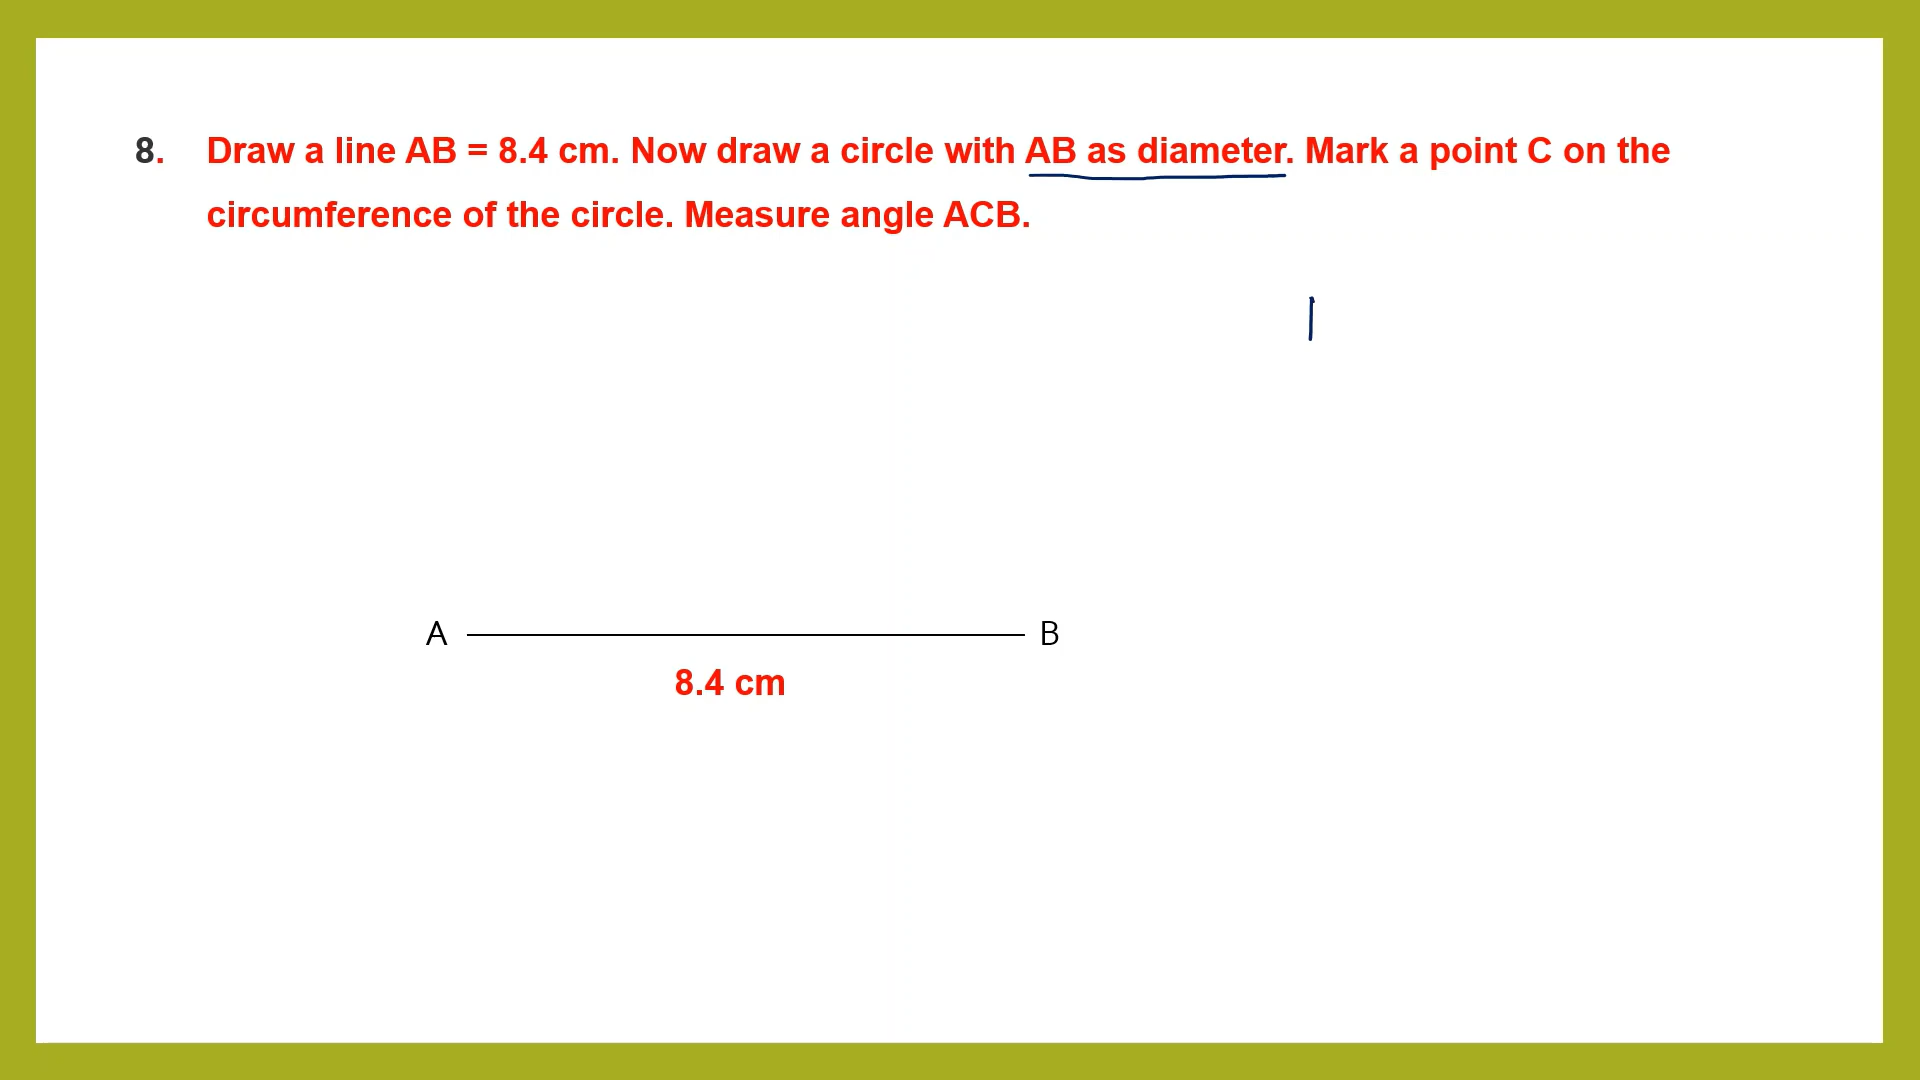 8. Draw a line AB = 8.4 cm. Now draw a circle with AB as diameter. Mark a point C on the
circumference of the circle. Measure angle ACB.
A B
8.4 cm